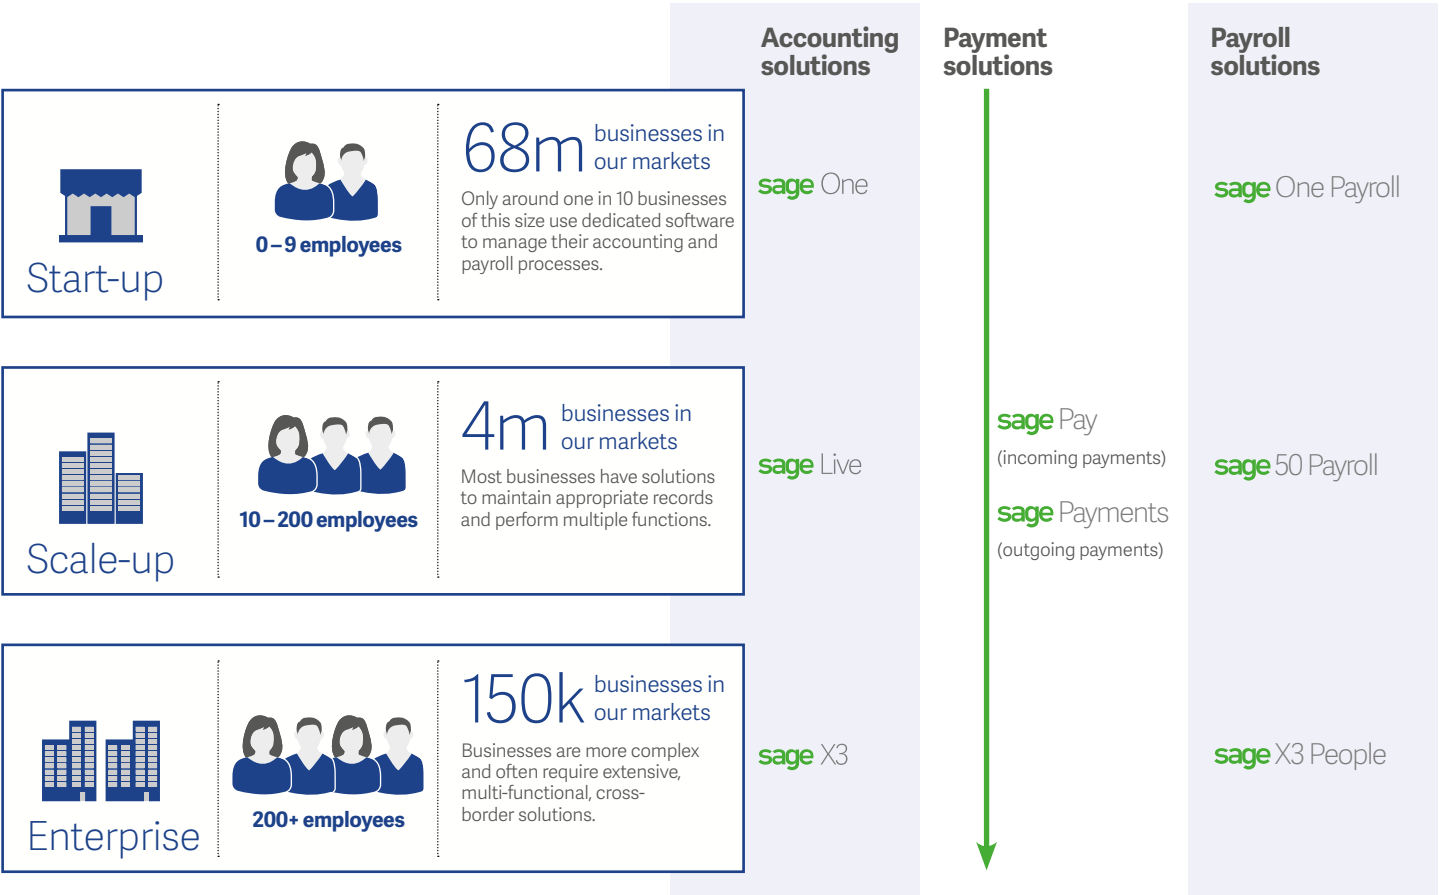 Accounting
solutions
Payment
solutions
Payroll
solutions
Start-up
0 – 9 employees
68m businesses in
our markets
Only around one in 10 businesses
of this size use dedicated software
to manage their accounting and
payroll processes.
sage One
sage One Payroll
Scale-up
10 – 200 employees
4m businesses in
our markets
Most businesses have solutions
to maintain appropriate records
and perform multiple functions.
sage Live
sage Pay
(incoming payments)
sage Payments
(outgoing payments)
sage 50 Payroll
Enterprise
200+ employees
150k businesses in
our markets
Businesses are more complex
and often require extensive,
multi-functional, cross-
border solutions.
sage X3
sage X3 People